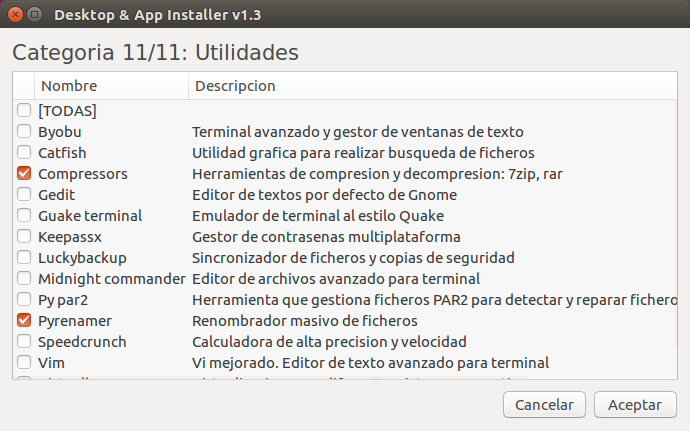 Desktop & App Installer v1.3
Categoria 11/11: Utilidades
Nombre Descripcion
[TODAS]
Byobu Terminal avanzado y gestor de ventanas de texto
Catfish Utilidad grafica para realizar busqueda de ficheros
Compressors Herramientas de compresion y decompresion: 7zip, rar
Gedit Editor de textos por defecto de Gnome
Guake terminal Emulador de terminal al estilo Quake
Keepassx Gestor de contrasenas multiplataforma
Luckybackup Sincronizador de ficheros y copias de seguridad
Midnight commander Editor de archivos avanzado para terminal
Py par2 Herramienta que gestiona ficheros PAR2 para detectar y reparar fichero
Pyrenamer Renombrador masivo de ficheros
Speedcrunch Calculadora de alta precision y velocidad
Vim Vi mejorado. Editor de texto avanzado para terminal
Cancelar Aceptar